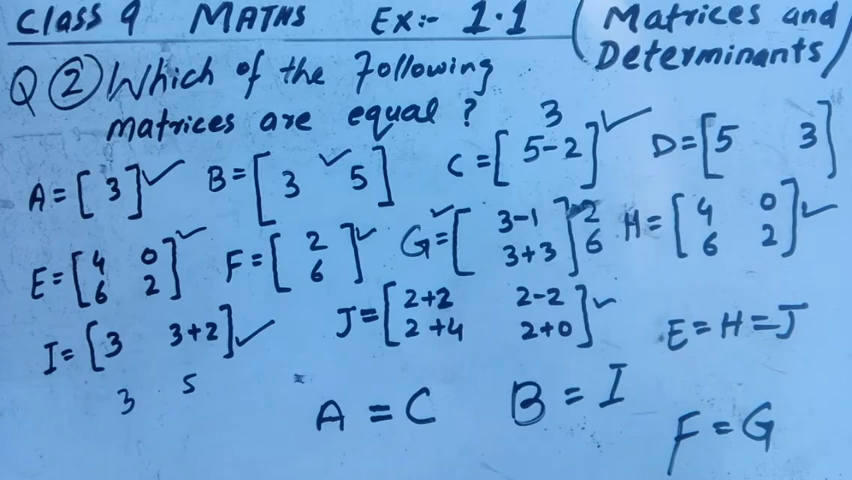 Class 9 MATHS Ex:- 1.1 (Matrices and Determinants)
Q ② Which of the following
matrices are equal ?
A = [3] ✓ B = [3 5] ✓ C = [5-2] 3 ✓ D = [5 3]
E = [4 0 ✓ F = [2 ✓ G = [3-1 2 ✓ H = [4 0 ✓
6 2] 6] 3+3] 6 6 2]
I = [3 3+2] ✓ J = [2+2 2-2 ✓ E = H = J
3 5 2+4 2+0]
A = C B = I F = G